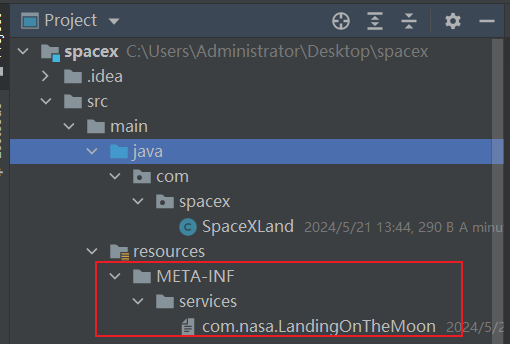 Project
spacex C:\Users\Administrator\Desktop\spacex
.idea
src
main
java
com
spacex
SpaceXLand 2024/5/21 13:44, 290 B A minu
resources
META-INF
services
com.nasa.LandingOnTheMoon 2024/5/2